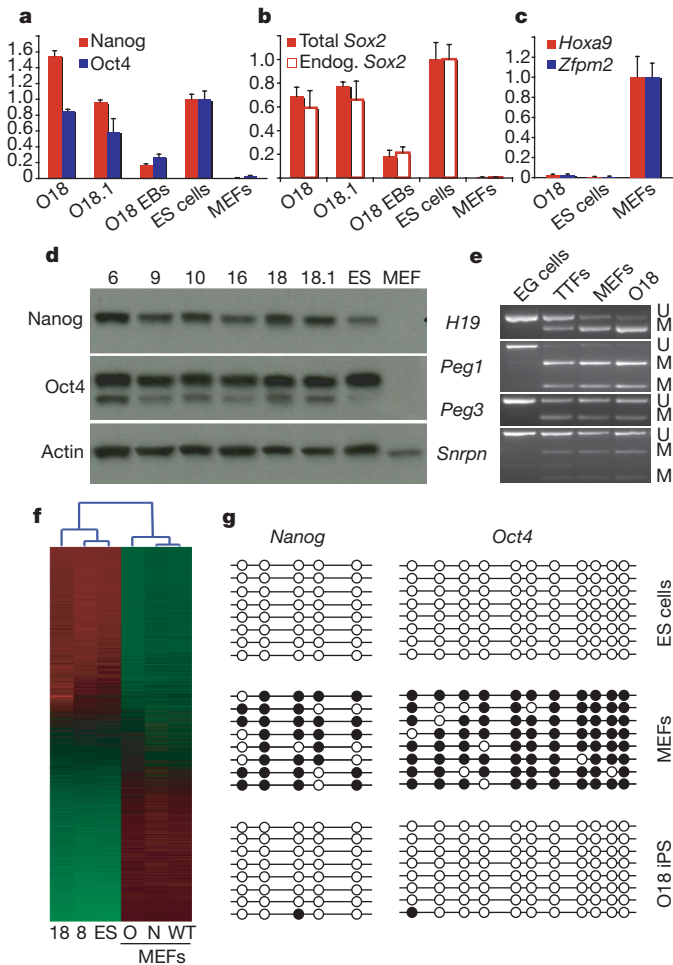 a
Nanog
Oct4
1.6
1.4
1.2
1.0
0.8
0.6
0.4
0.2
0
O18
O18.1
O18 EBs
ES cells
MEFs
b
Total Sox2
Endog. Sox2
1.2
1.0
0.8
0.6
0.4
0.2
O18
O18.1
O18 EBs
ES cells
MEFs
c
Hoxa9
Zfpm2
1.2
1.0
0.8
0.6
0.4
0.2
0
O18
ES cells
MEFs
d
6 9 10 16 18 18.1 ES MEF
Nanog
Oct4
Actin
e
EG cells
TTFs
MEFs
O18
H19
U
M
Peg1
U
M
M
Peg3
U
M
Snrpn
U
M
M
f
18 8 ES O N WT
MEFs
g
Nanog Oct4
ES cells
MEFs
O18 iPS